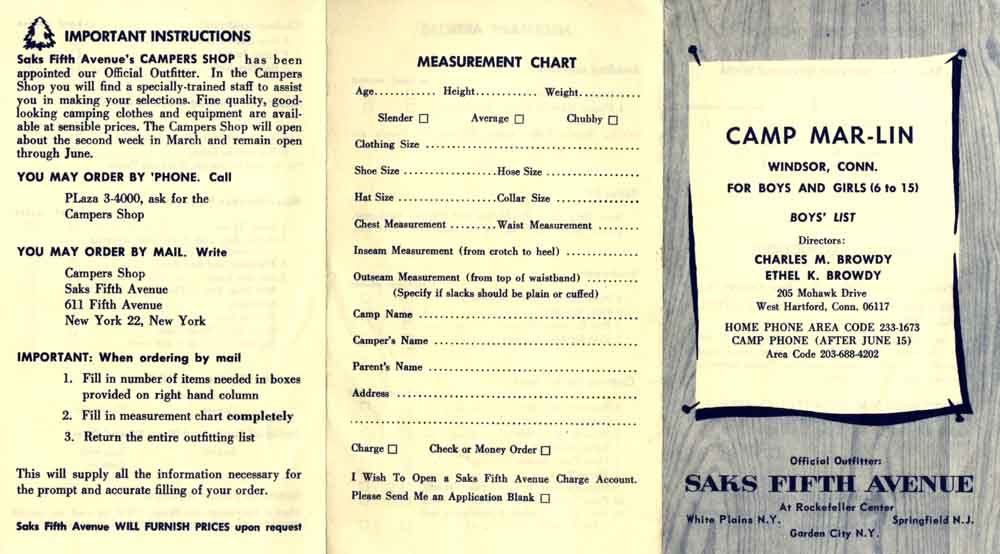 IMPORTANT INSTRUCTIONS
Saks Fifth Avenue's CAMPERS SHOP has been
appointed our Official Outfitter. In the Campers
Shop you will find a specially-trained staff to assist
you in making your selections. Fine quality, good-
looking camping clothes and equipment are avail-
able at sensible prices. The Campers Shop will open
about the second week in March and remain open
through June.
YOU MAY ORDER BY 'PHONE. Call
PLaza 3-4000, ask for the
Campers Shop
YOU MAY ORDER BY MAIL. Write
Campers Shop
Saks Fifth Avenue
611 Fifth Avenue
New York 22, New York
IMPORTANT: When ordering by mail
1. Fill in number of items needed in boxes
provided on right hand column
2. Fill in measurement chart completely
3. Return the entire outfitting list
This will supply all the information necessary for
the prompt and accurate filling of your order.
Saks Fifth Avenue WILL FURNISH PRICES upon request
MEASUREMENT CHART
Age............ Height............ Weight............
Slender □ Average □ Chubby □
Clothing Size ..........................................
Shoe Size ..................Hose Size ..................
Hat Size ...................Collar Size ................
Chest Measurement .........Waist Measurement ........
Inseam Measurement (from crotch to heel) ...............
Outseam Measurement (from top of waistband) ..........
(Specify if slacks should be plain or cuffed)
Camp Name ..........................................
Camper's Name ......................................
Parent's Name .......................................
Address .............................................
.....................................................
Charge □ Check or Money Order □
I Wish To Open a Saks Fifth Avenue Charge Account.
Please Send Me an Application Blank □
CAMP MAR-LIN
WINDSOR, CONN.
FOR BOYS AND GIRLS (6 to 15)
BOYS' LIST
Directors:
CHARLES M. BROWDY
ETHEL K. BROWDY
205 Mohawk Drive
West Hartford, Conn. 06117
HOME PHONE AREA CODE 233-1673
CAMP PHONE (AFTER JUNE 15)
Area Code 203-688-4202
Official Outfitter:
SAKS FIFTH AVENUE
At Rockefeller Center
White Plains N.Y. Springfield N.J.
Garden City N.Y.